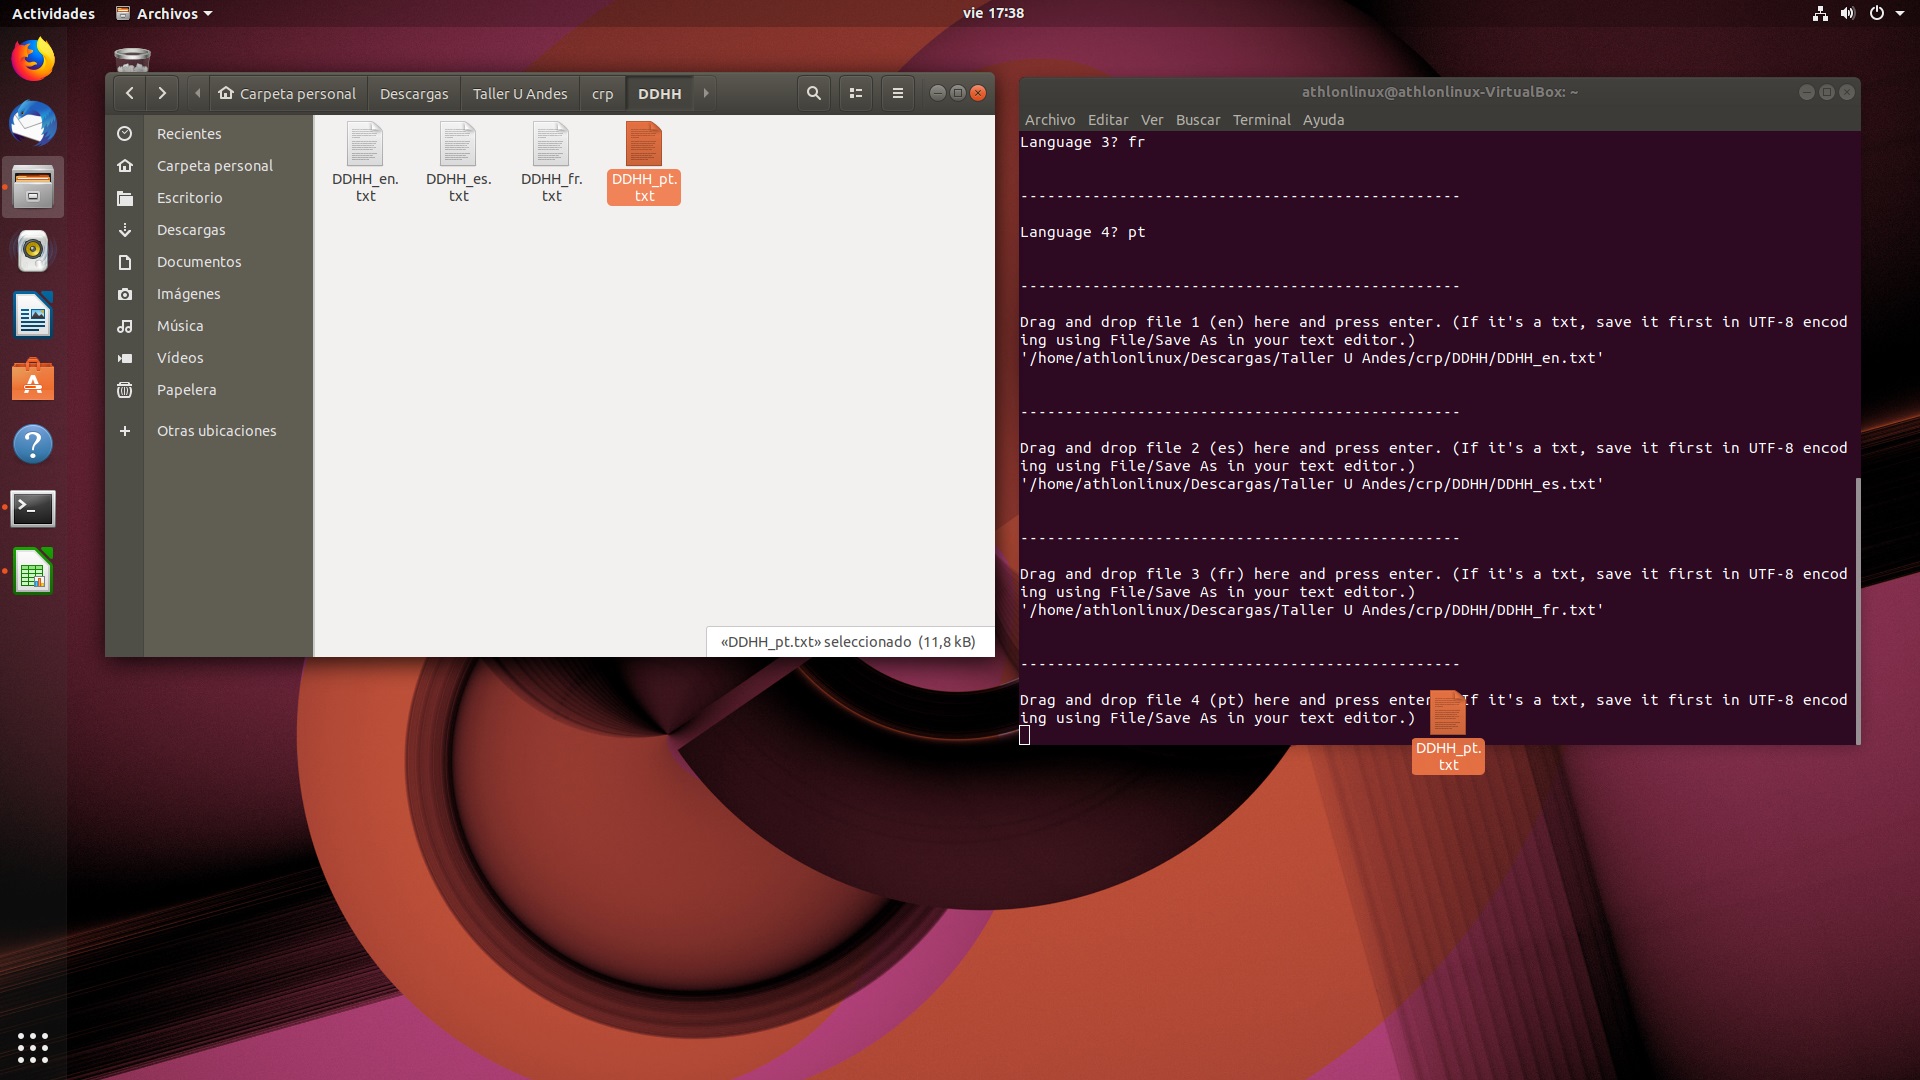 Actividades Archivos vie 17:38
Carpeta personal Descargas Taller U Andes crp DDHH
Recientes
Carpeta personal
Escritorio
Descargas
Documentos
Imágenes
Música
Vídeos
Papelera
Otras ubicaciones
DDHH_en.
txt
DDHH_es.
txt
DDHH_fr.
txt
DDHH_pt.
txt
«DDHH_pt.txt» seleccionado (11,8 kB)
athlonlinux@athlonlinux-VirtualBox: ~
Archivo Editar Ver Buscar Terminal Ayuda
Language 3? fr
-------------------------------------------------
Language 4? pt
-------------------------------------------------
Drag and drop file 1 (en) here and press enter. (If it's a txt, save it first in UTF-8 encod
ing using File/Save As in your text editor.)
'/home/athlonlinux/Descargas/Taller U Andes/crp/DDHH/DDHH_en.txt'
-------------------------------------------------
Drag and drop file 2 (es) here and press enter. (If it's a txt, save it first in UTF-8 encod
ing using File/Save As in your text editor.)
'/home/athlonlinux/Descargas/Taller U Andes/crp/DDHH/DDHH_es.txt'
-------------------------------------------------
Drag and drop file 3 (fr) here and press enter. (If it's a txt, save it first in UTF-8 encod
ing using File/Save As in your text editor.)
'/home/athlonlinux/Descargas/Taller U Andes/crp/DDHH/DDHH_fr.txt'
-------------------------------------------------
Drag and drop file 4 (pt) here and press enter If it's a txt, save it first in UTF-8 encod
ing using File/Save As in your text editor.)
DDHH_pt.
txt